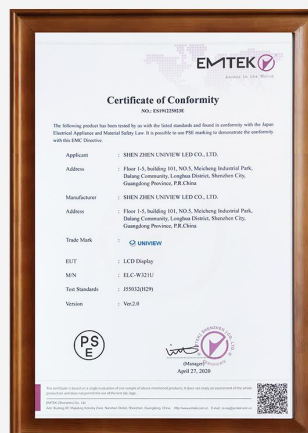 EMTEK
Access to the World
Certificate of Conformity
NO.: ES191225023E
The following product has been tested by us with the listed standards and found in conformity with the Japan
Electrical Appliance and Material Safety Law. It is possible to use PSE marking to demonstrate the conformity
with this EMC Directive.
Applicant : SHEN ZHEN UNIVIEW LED CO., LTD.
Address : Floor 1-5, building 101, NO.5, Meicheng Industrial Park,
Dalang Community, Longhua District, Shenzhen City,
Guangdong Province, P.R.China
Manufacturer : SHEN ZHEN UNIVIEW LED CO., LTD.
Address : Floor 1-5, building 101, NO.5, Meicheng Industrial Park,
Dalang Community, Longhua District, Shenzhen City,
Guangdong Province, P.R.China
Trade Mark : UNIVIEW
EUT : LCD Display
M/N : ELC-W321U
Test Standards : J55032(H29)
Version : Ver.2.0
PS
E
(Manager)
April 27, 2020